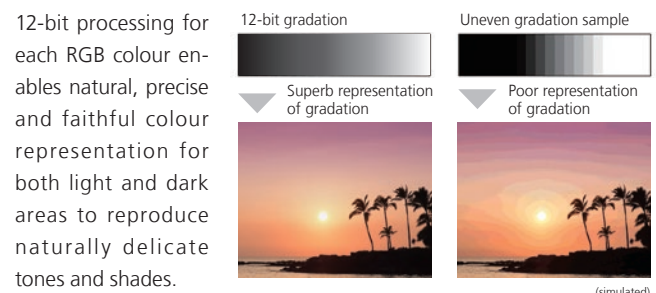 12-bit processing for
each RGB colour en-
ables natural, precise
and faithful colour
representation for
both light and dark
areas to reproduce
naturally delicate
tones and shades.
12-bit gradation
Superb representation
of gradation
Uneven gradation sample
Poor representation
of gradation
(simulated)